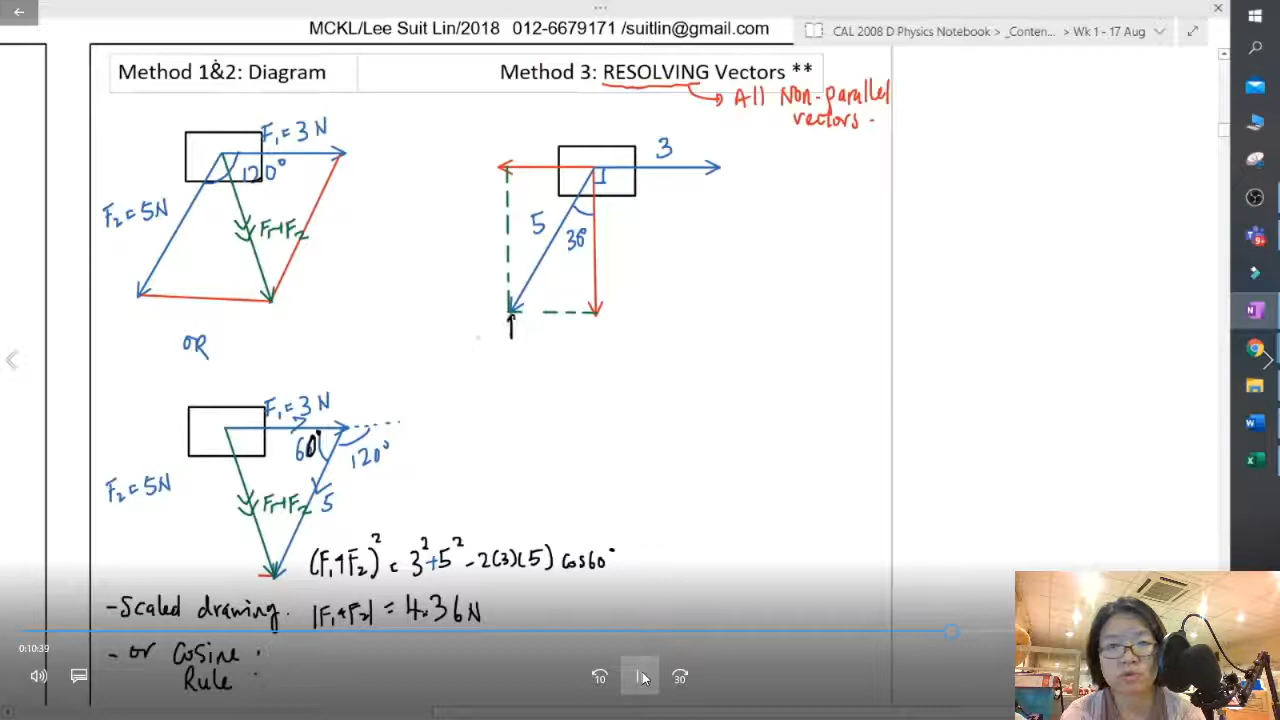 MCKL/Lee Suit Lin/2018 012-6679171 /suitlin@gmail.com
CAL 2008 D Physics Notebook > _Conten... > Wk 1 - 17 Aug
Method 1&2: Diagram
Method 3: RESOLVING Vectors **
All Non-parallel
vectors.
F₁ = 3 N
120°
F₂ = 5N
F₁+F₂
3
5
30°
OR
F₁ = 3 N
60°
120°
F₂ = 5N
F₁+F₂
5
(F₁+F₂)² = 3² + 5² - 2(3)(5) cos60°
- Scaled drawing.
|F₁+F₂| = 4.36N
- or Cosine
Rule
0:10:39
10
30
9+